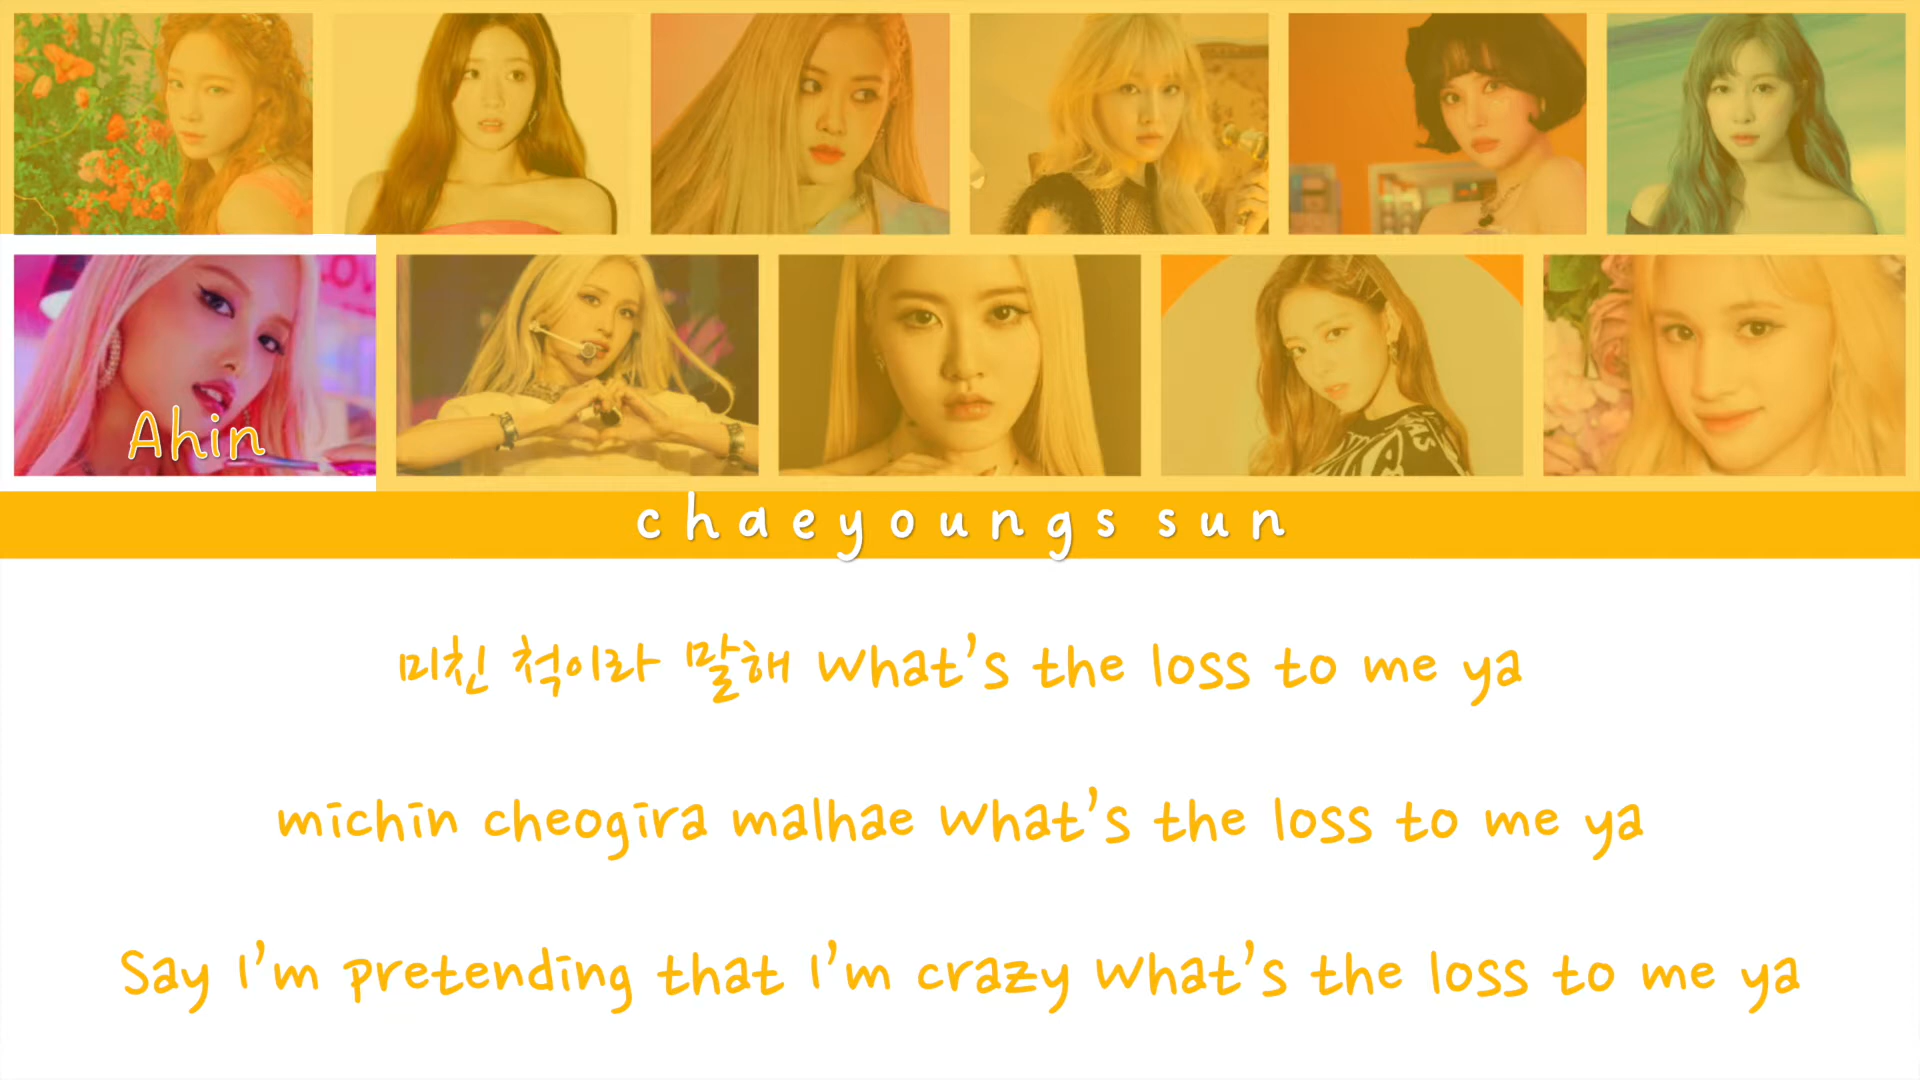 Ahin
chaeyoungs sun
미친 척이라 말해 What's the loss to me ya
michin cheogira malhae What's the loss to me ya
Say I'm pretending that I'm crazy What's the loss to me ya